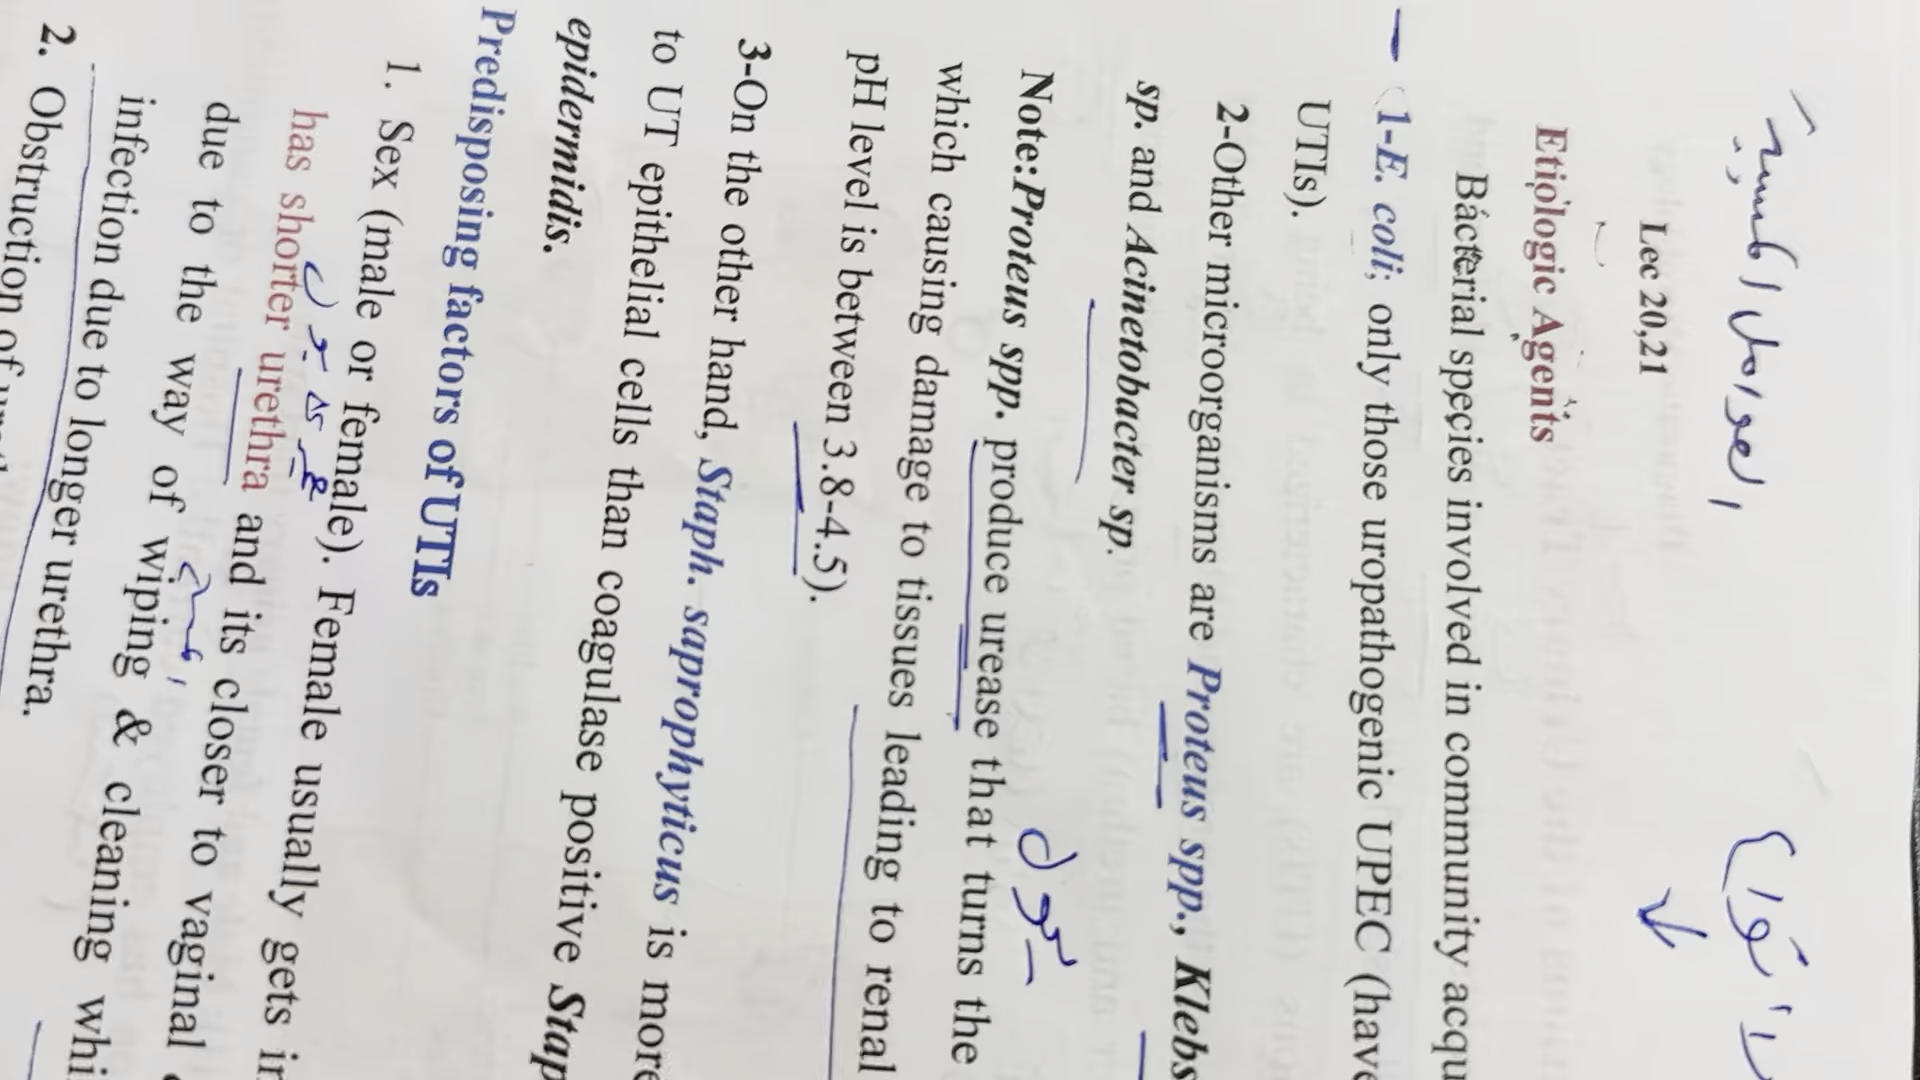 العوامل المسببة
Lec 20,21
Etiologic Agents
Bacterial species involved in community acqu
1-E. coli; only those uropathogenic UPEC (have
UTIs).
2-Other microorganisms are Proteus spp., Klebs
sp. and Acinetobacter sp.
Note:Proteus spp. produce urease that turns the
which causing damage to tissues leading to renal
pH level is between 3.8-4.5).
3-On the other hand, Staph. saprophyticus is more
to UT epithelial cells than coagulase positive Stap
epidermidis.
Predisposing factors of UTIs
1. Sex (male or female). Female usually gets in
has shorter urethra and its closer to vaginal
due to the way of wiping & cleaning whi
infection due to longer urethra.
2. Obstruction of